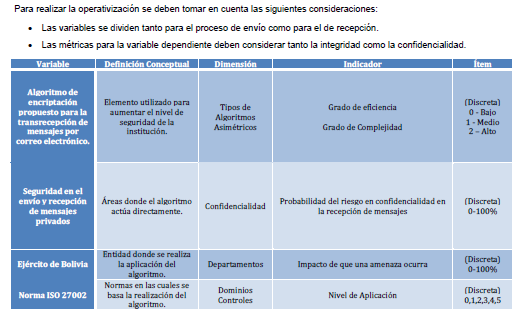 Para realizar la operativización se deben tomar en cuenta las siguientes consideraciones:
• Las variables se dividen tanto para el proceso de envío como para el de recepción.
• Las métricas para la variable dependiente deben considerar tanto la integridad como la confidencialidad.
Variable Definición Conceptual Dimensión Indicador Ítem
Algoritmo de
encriptación
propuesto para la
transrecepción de
mensajes por
correo electrónico.
Elemento utilizado para
aumentar el nivel de
seguridad de la
institución.
Tipos de
Algoritmos
Asimétricos
Grado de eficiencia
Grado de Complejidad
(Discreta)
0 - Bajo
1 - Medio
2 – Alto
Seguridad en el
envío y recepción
de mensajes
privados
Áreas donde el algoritmo
actúa directamente.
Confidencialidad
Probabilidad del riesgo en confidencialidad en
la recepción de mensajes
(Discreta)
0-100%
Ejército de Bolivia
Entidad donde se realiza
la aplicación del
algoritmo.
Departamentos
Impacto de que una amenaza ocurra
(Discreta)
0-100%
Norma ISO 27002
Normas en las cuales se
basa la realización del
algoritmo.
Dominios
Controles
Nivel de Aplicación
(Discreta)
0,1,2,3,4,5